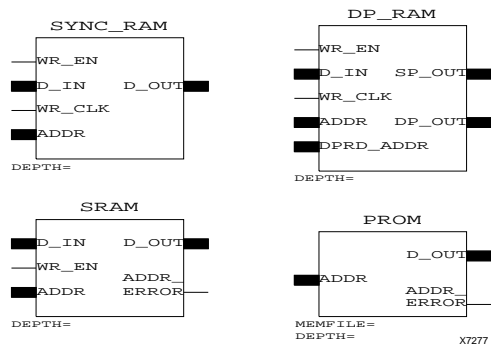 SYNC_RAM
WR_EN
D_IN D_OUT
WR_CLK
ADDR
DEPTH=
DP_RAM
WR_EN
D_IN SP_OUT
WR_CLK
ADDR DP_OUT
DPRD_ADDR
DEPTH=
SRAM
D_IN D_OUT
WR_EN
ADDR_
ADDR ERROR
DEPTH=
PROM
D_OUT
ADDR
ADDR_
ERROR
MEMFILE=
DEPTH=
X7277